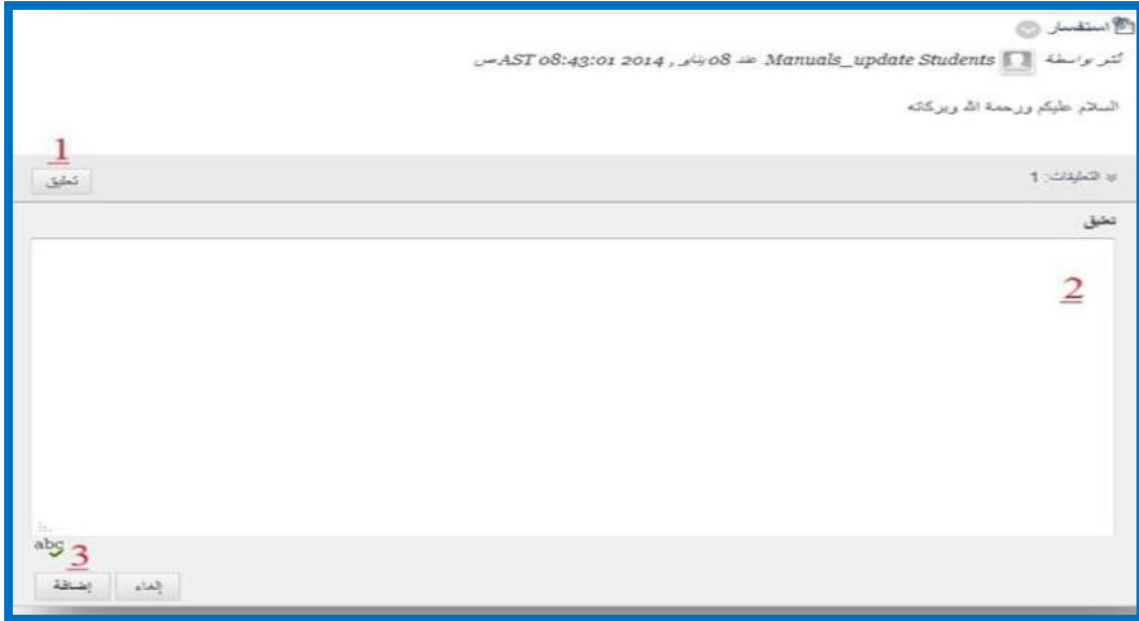 استفسار
نُشر بواسطة Manuals_update Students عند 08 يناير, 2014 08:43:01 AST ص
السلام عليكم ورحمة الله وبركاته
1
التعليقات: 1 تعليق
تعليق
2
abc 3
إلغاء إضافة